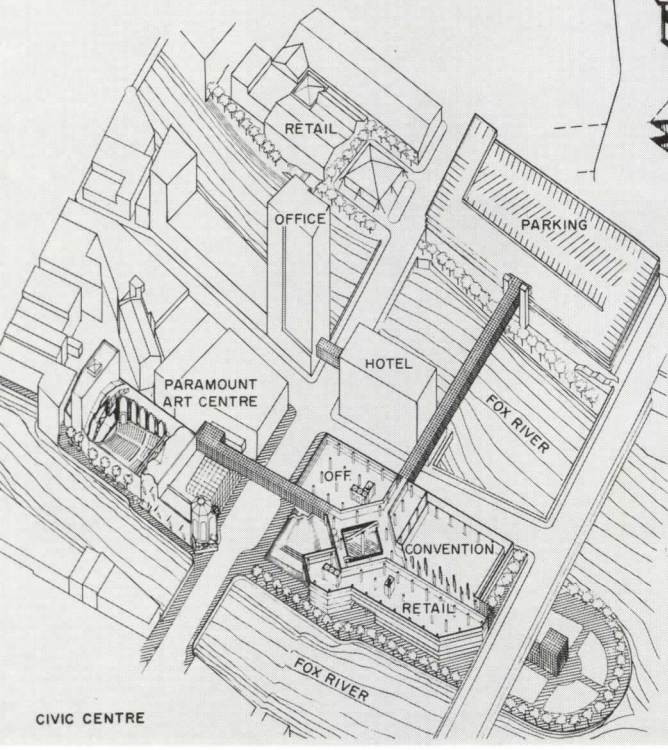 RETAIL
OFFICE
PARKING
HOTEL
PARAMOUNT
ART CENTRE
FOX RIVER
OFF.
CONVENTION
RETAIL
FOX RIVER
CIVIC CENTRE